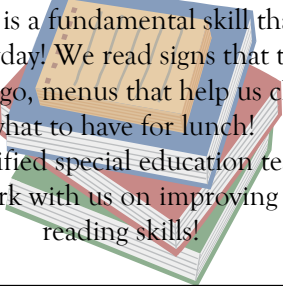 is a fundamental skill tha
day! We read signs that t
go, menus that help us c
what to have for lunch!
ified special education te
rk with us on improving
reading skills!